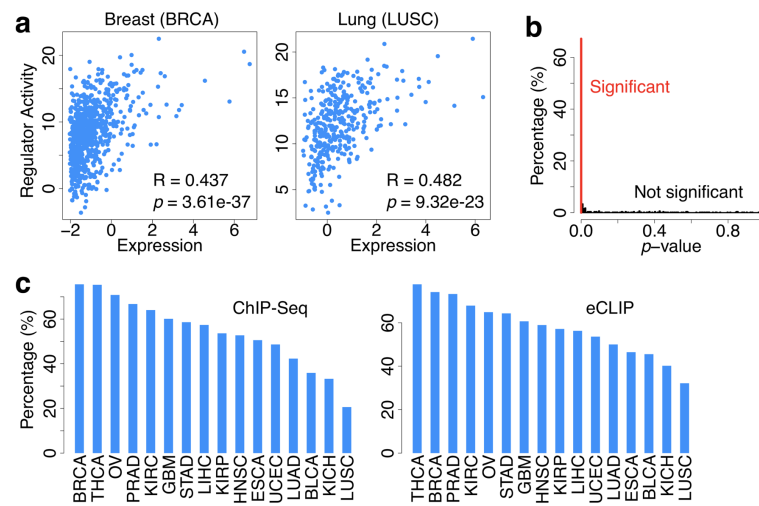 a
Breast (BRCA)
Lung (LUSC)
Regulator Activity
20
10
0
R = 0.437
p = 3.61e-37
−2 0 2 4 6
Expression
20
15
10
5
R = 0.482
p = 9.32e-23
0 2 4 6
Expression
b
Percentage (%)
60
40
20
0
Significant
Not significant
0.0 0.4 0.8
p–value
c
ChIP-Seq
Percentage (%)
60
40
20
0
BRCA
THCA
OV
PRAD
KIRC
GBM
STAD
LIHC
KIRP
HNSC
ESCA
UCEC
LUAD
BLCA
KICH
LUSC
eCLIP
60
40
20
0
THCA
BRCA
PRAD
KIRC
OV
STAD
GBM
HNSC
KIRP
LIHC
UCEC
LUAD
ESCA
BLCA
KICH
LUSC